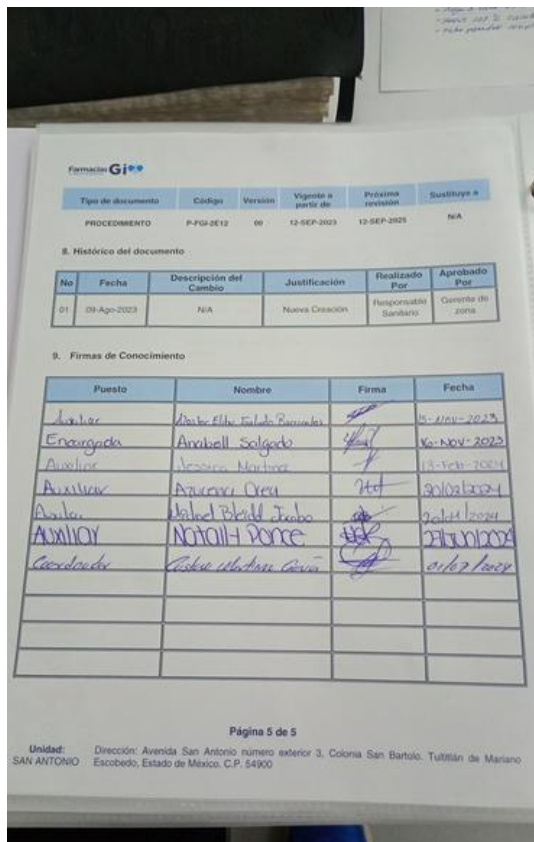 Farmacias Gi
Tipo de documento Código Versión Vigente a partir de Próxima revisión Sustituye a
PROCEDIMIENTO P-FGI-2E12 00 12-SEP-2023 12-SEP-2025 N/A
8. Histórico del documento
No Fecha Descripción del Cambio Justificación Realizado Por Aprobado Por
01 09-Ago-2023 N/A Nueva Creación Responsable Sanitario Gerente de zona
9. Firmas de Conocimiento
Puesto Nombre Firma Fecha
Auxiliar 15-NOV-2023
Encargada Anabell Salgado 16-NOV-2023
Auxiliar Jessica Martinez 13-Feb-2024
Auxiliar Azucena 20/02/2024
Auxiliar
AUXILIAR Natally Ponce
Coordinador 01/07/2024
Página 5 de 5
Unidad:
SAN ANTONIO
Dirección: Avenida San Antonio número exterior 3, Colonia San Bartolo. Tultitlán de Mariano
Escobedo, Estado de México. C.P. 54900